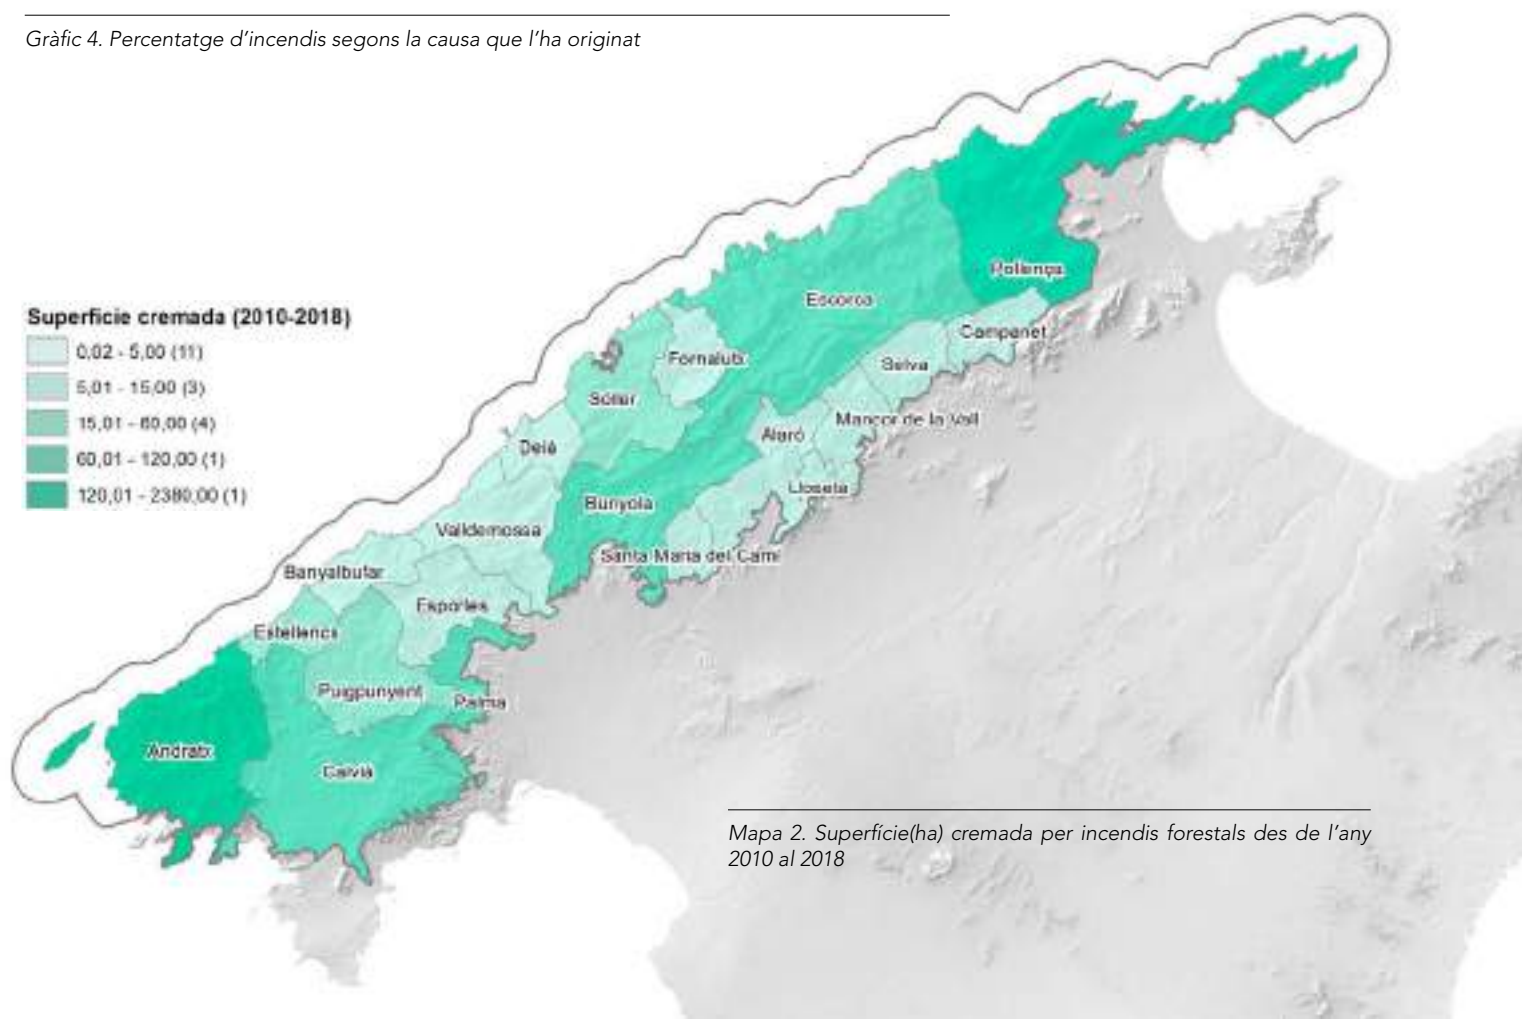 Gràfic 4. Percentatge d'incendis segons la causa que l'ha originat
Pollença
Escorca
Superficie cremada (2010-2018)
0,02 - 5,00 (11)
5,01 - 15,00 (3)
15,01 - 60,00 (4)
60,01 - 120,00 (1)
120,01 - 2380,00 (1)
Campanet
Fornalutx
Selva
Sóller
Mancor de la Vall
Alaró
Deià
Lloseta
Bunyola
Valldemossa
Santa Maria del Camí
Banyalbufar
Esporles
Estellencs
Puigpunyent
Palma
Andratx
Calvià
Mapa 2. Superfície(ha) cremada per incendis forestals des de l'any
2010 al 2018